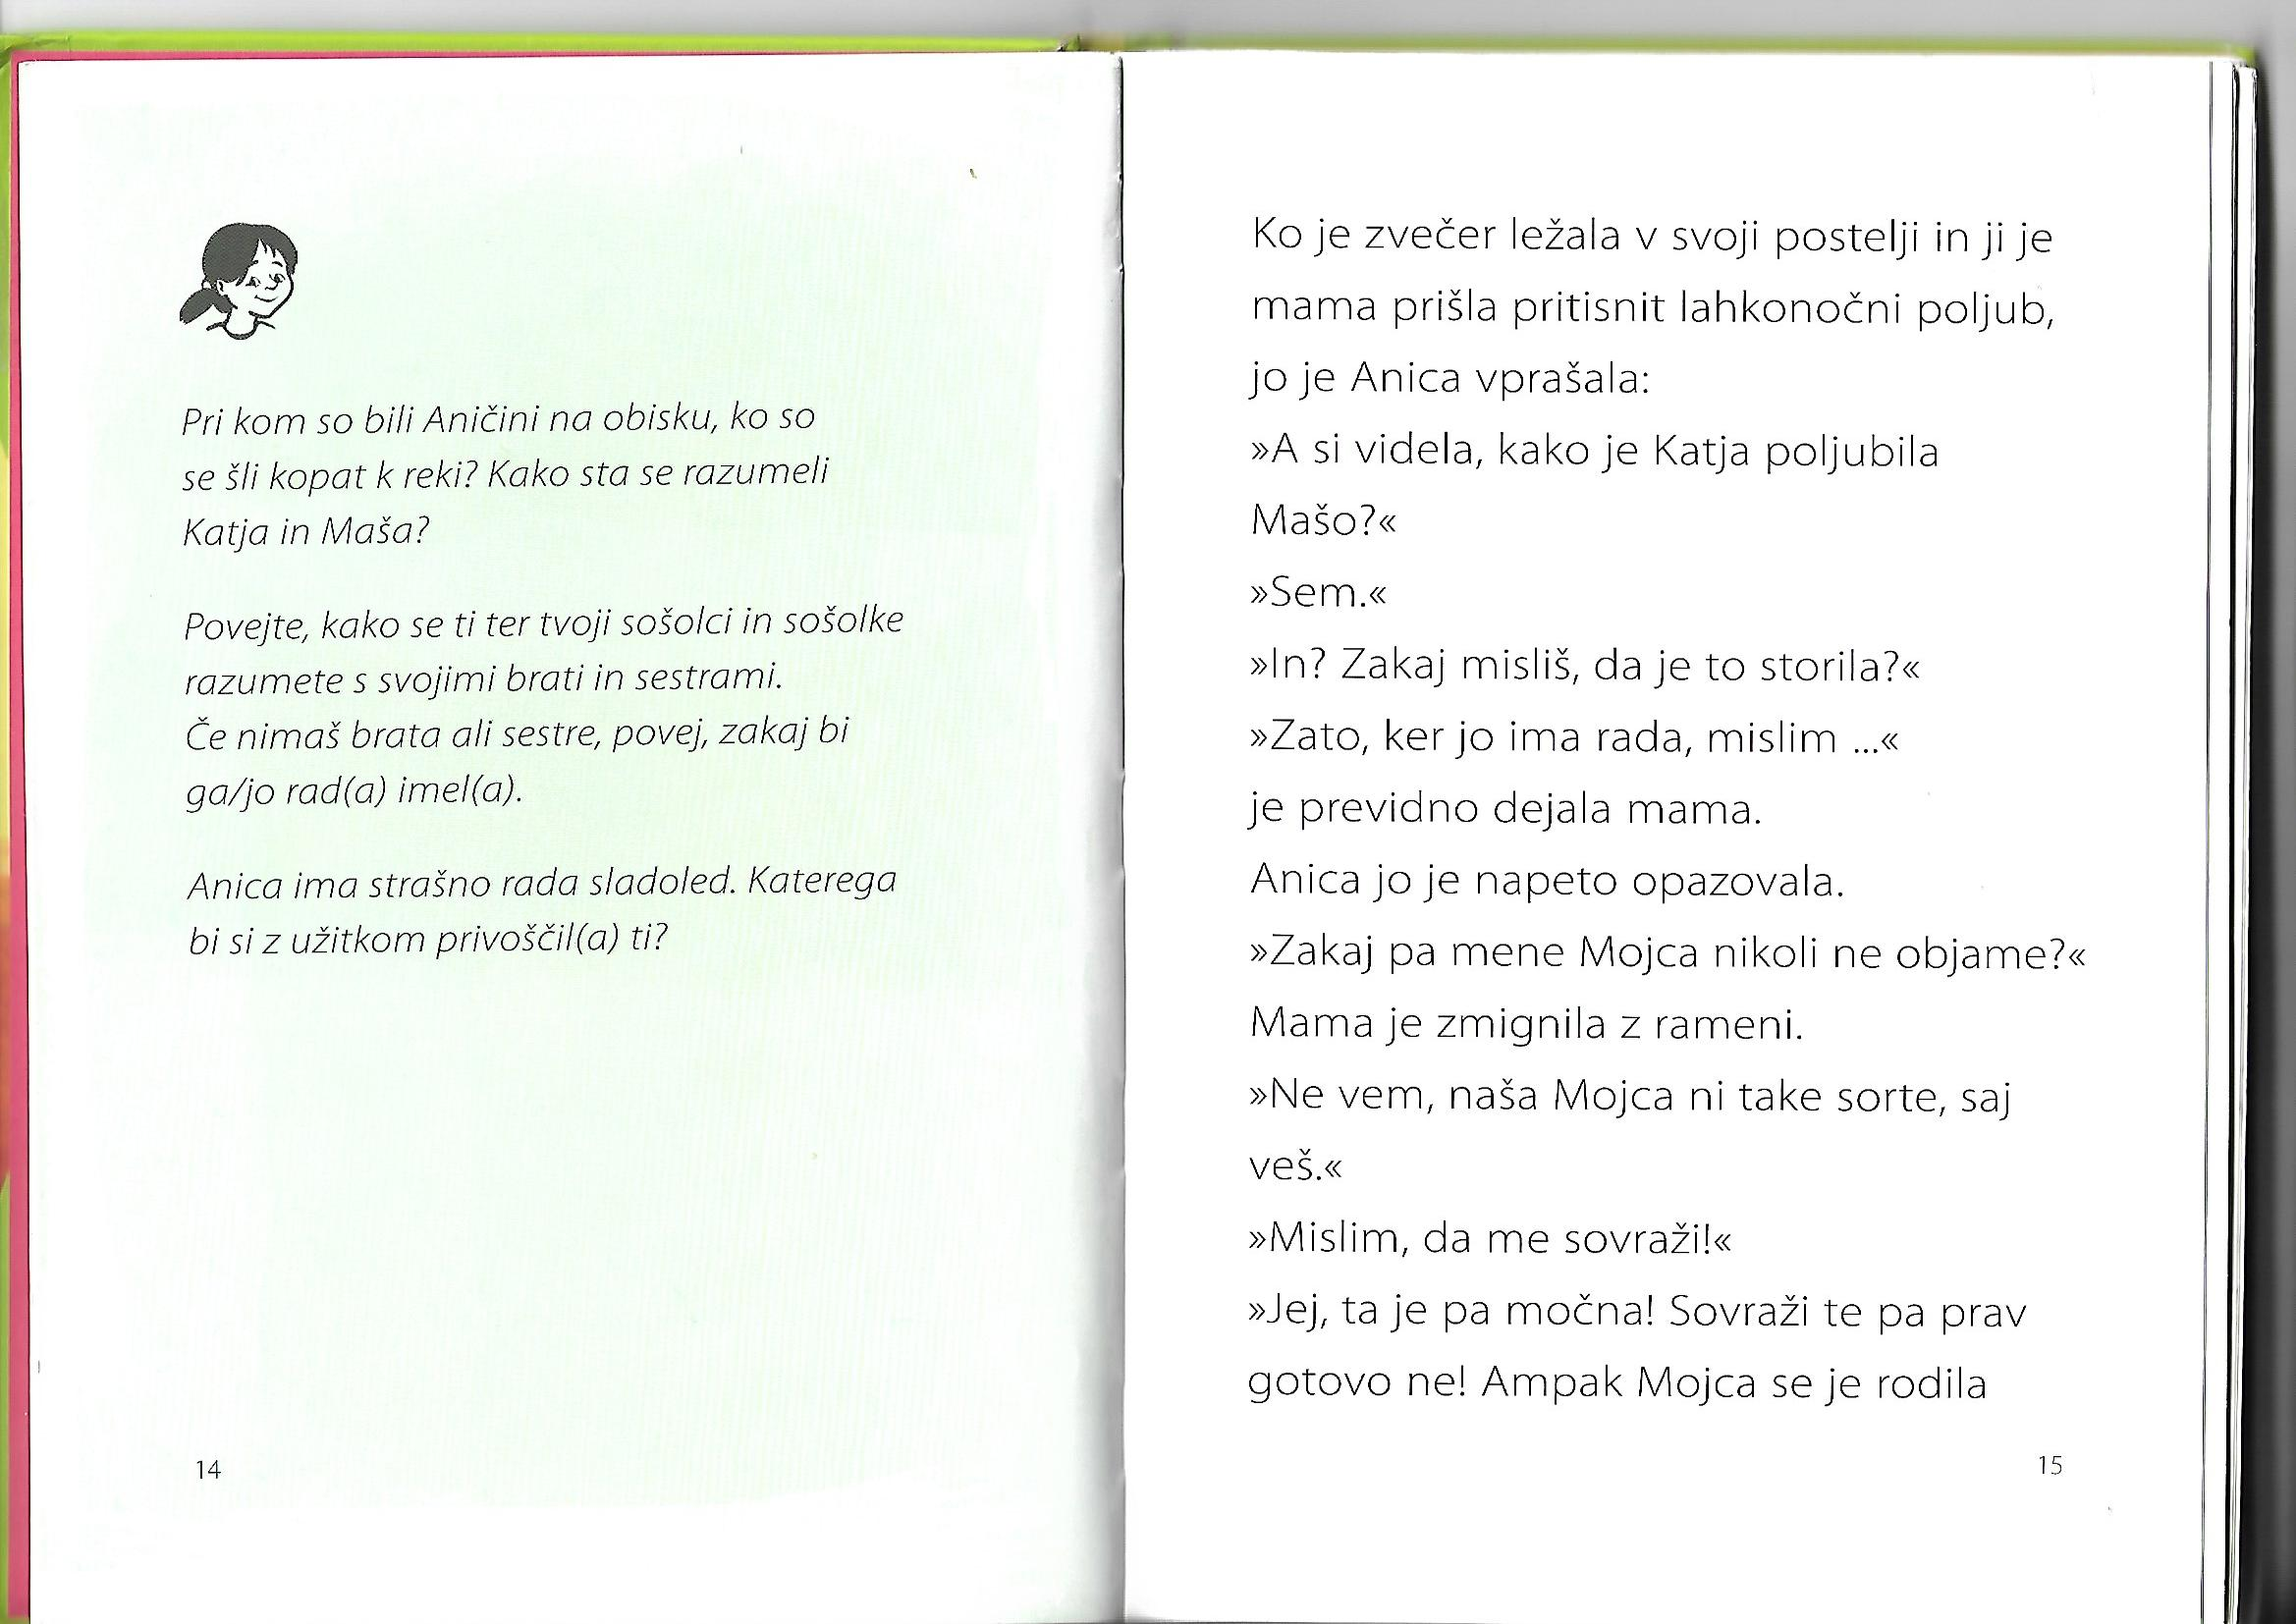 Pri kom so bili Aničini na obisku, ko so
se šli kopat k reki? Kako sta se razumeli
Katja in Maša?
Povejte, kako se ti ter tvoji sošolci in sošolke
razumete s svojimi brati in sestrami.
Če nimaš brata ali sestre, povej, zakaj bi
ga/jo rad(a) imel(a).
Anica ima strašno rada sladoled. Katerega
bi si z užitkom privoščil(a) ti?
14
Ko je zvečer ležala v svoji postelji in ji je
mama prišla pritisnit lahkonočni poljub,
jo je Anica vprašala:
»A si videla, kako je Katja poljubila
Mašo?«
»Sem.«
»In? Zakaj misliš, da je to storila?«
»Zato, ker jo ima rada, mislim ...«
je previdno dejala mama.
Anica jo je napeto opazovala.
»Zakaj pa mene Mojca nikoli ne objame?«
Mama je zmignila z rameni.
»Ne vem, naša Mojca ni take sorte, saj
veš.«
»Mislim, da me sovraži!«
»Jej, ta je pa močna! Sovraži te pa prav
gotovo ne! Ampak Mojca se je rodila
15